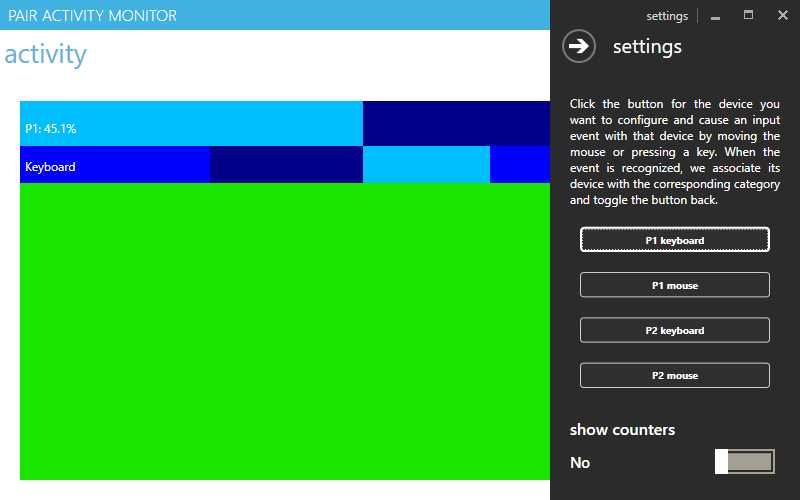 PAIR ACTIVITY MONITOR
settings
activity
P1: 45.1%
Keyboard
settings
Click the button for the device you
want to configure and cause an input
event with that device by moving the
mouse or pressing a key. When the
event is recognized, we associate its
device with the corresponding category
and toggle the button back.
P1 keyboard
P1 mouse
P2 keyboard
P2 mouse
show counters
No